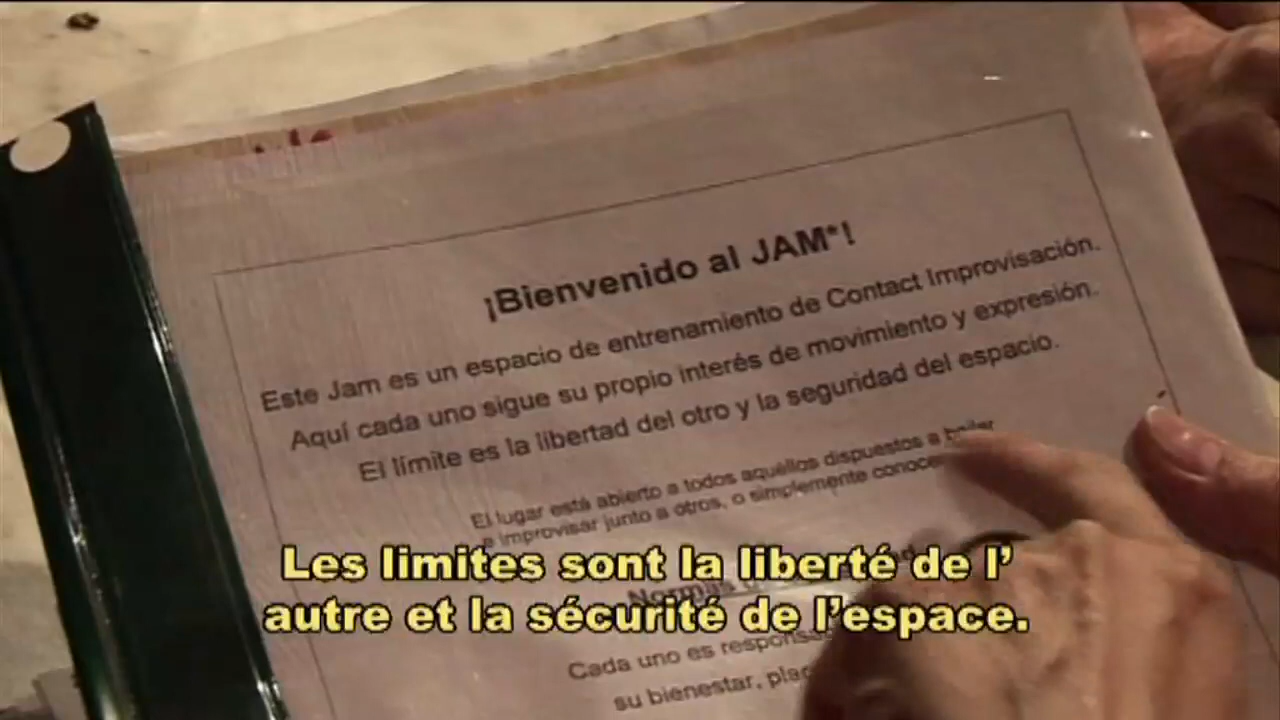 ¡Bienvenido al JAM*!
Este Jam es un espacio de entrenamiento de Contact Improvisación.
Aquí cada uno sigue su propio interés de movimiento y expresión.
El límite es la libertad del otro y la seguridad del espacio.
El lugar está abierto a todos aquellos dispuestos a bailar
e improvisar junto a otros, o simplemente
Normas
Cada uno es
su bienestar,
Les limites sont la liberté de l’
autre et la sécurité de l’espace.